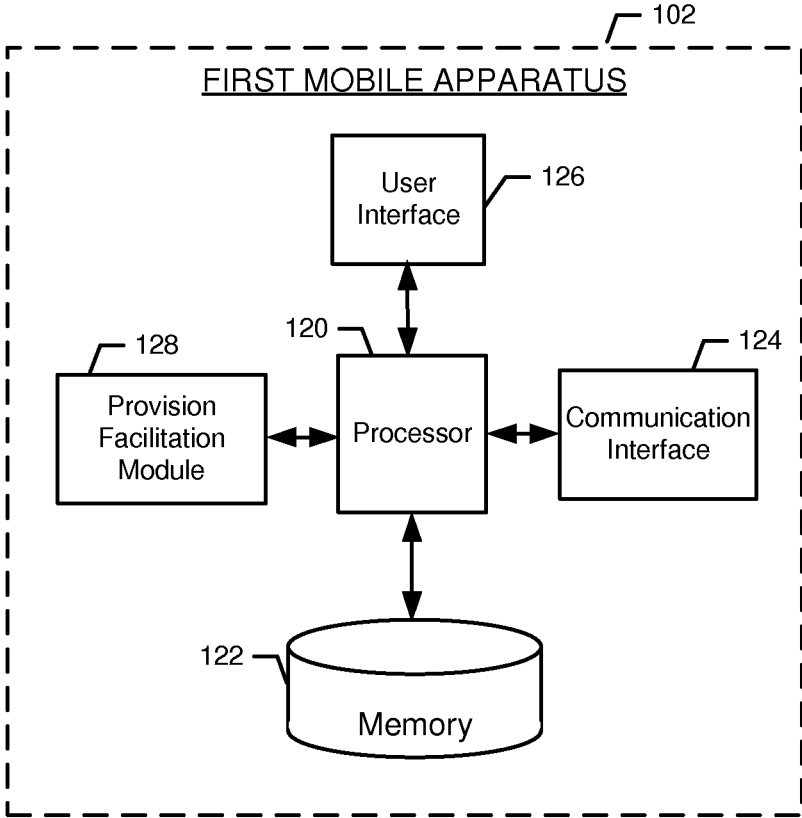 102
FIRST MOBILE APPARATUS
User
Interface
126
120
128
124
Provision
Facilitation
Module
Processor
Communication
Interface
122
Memory